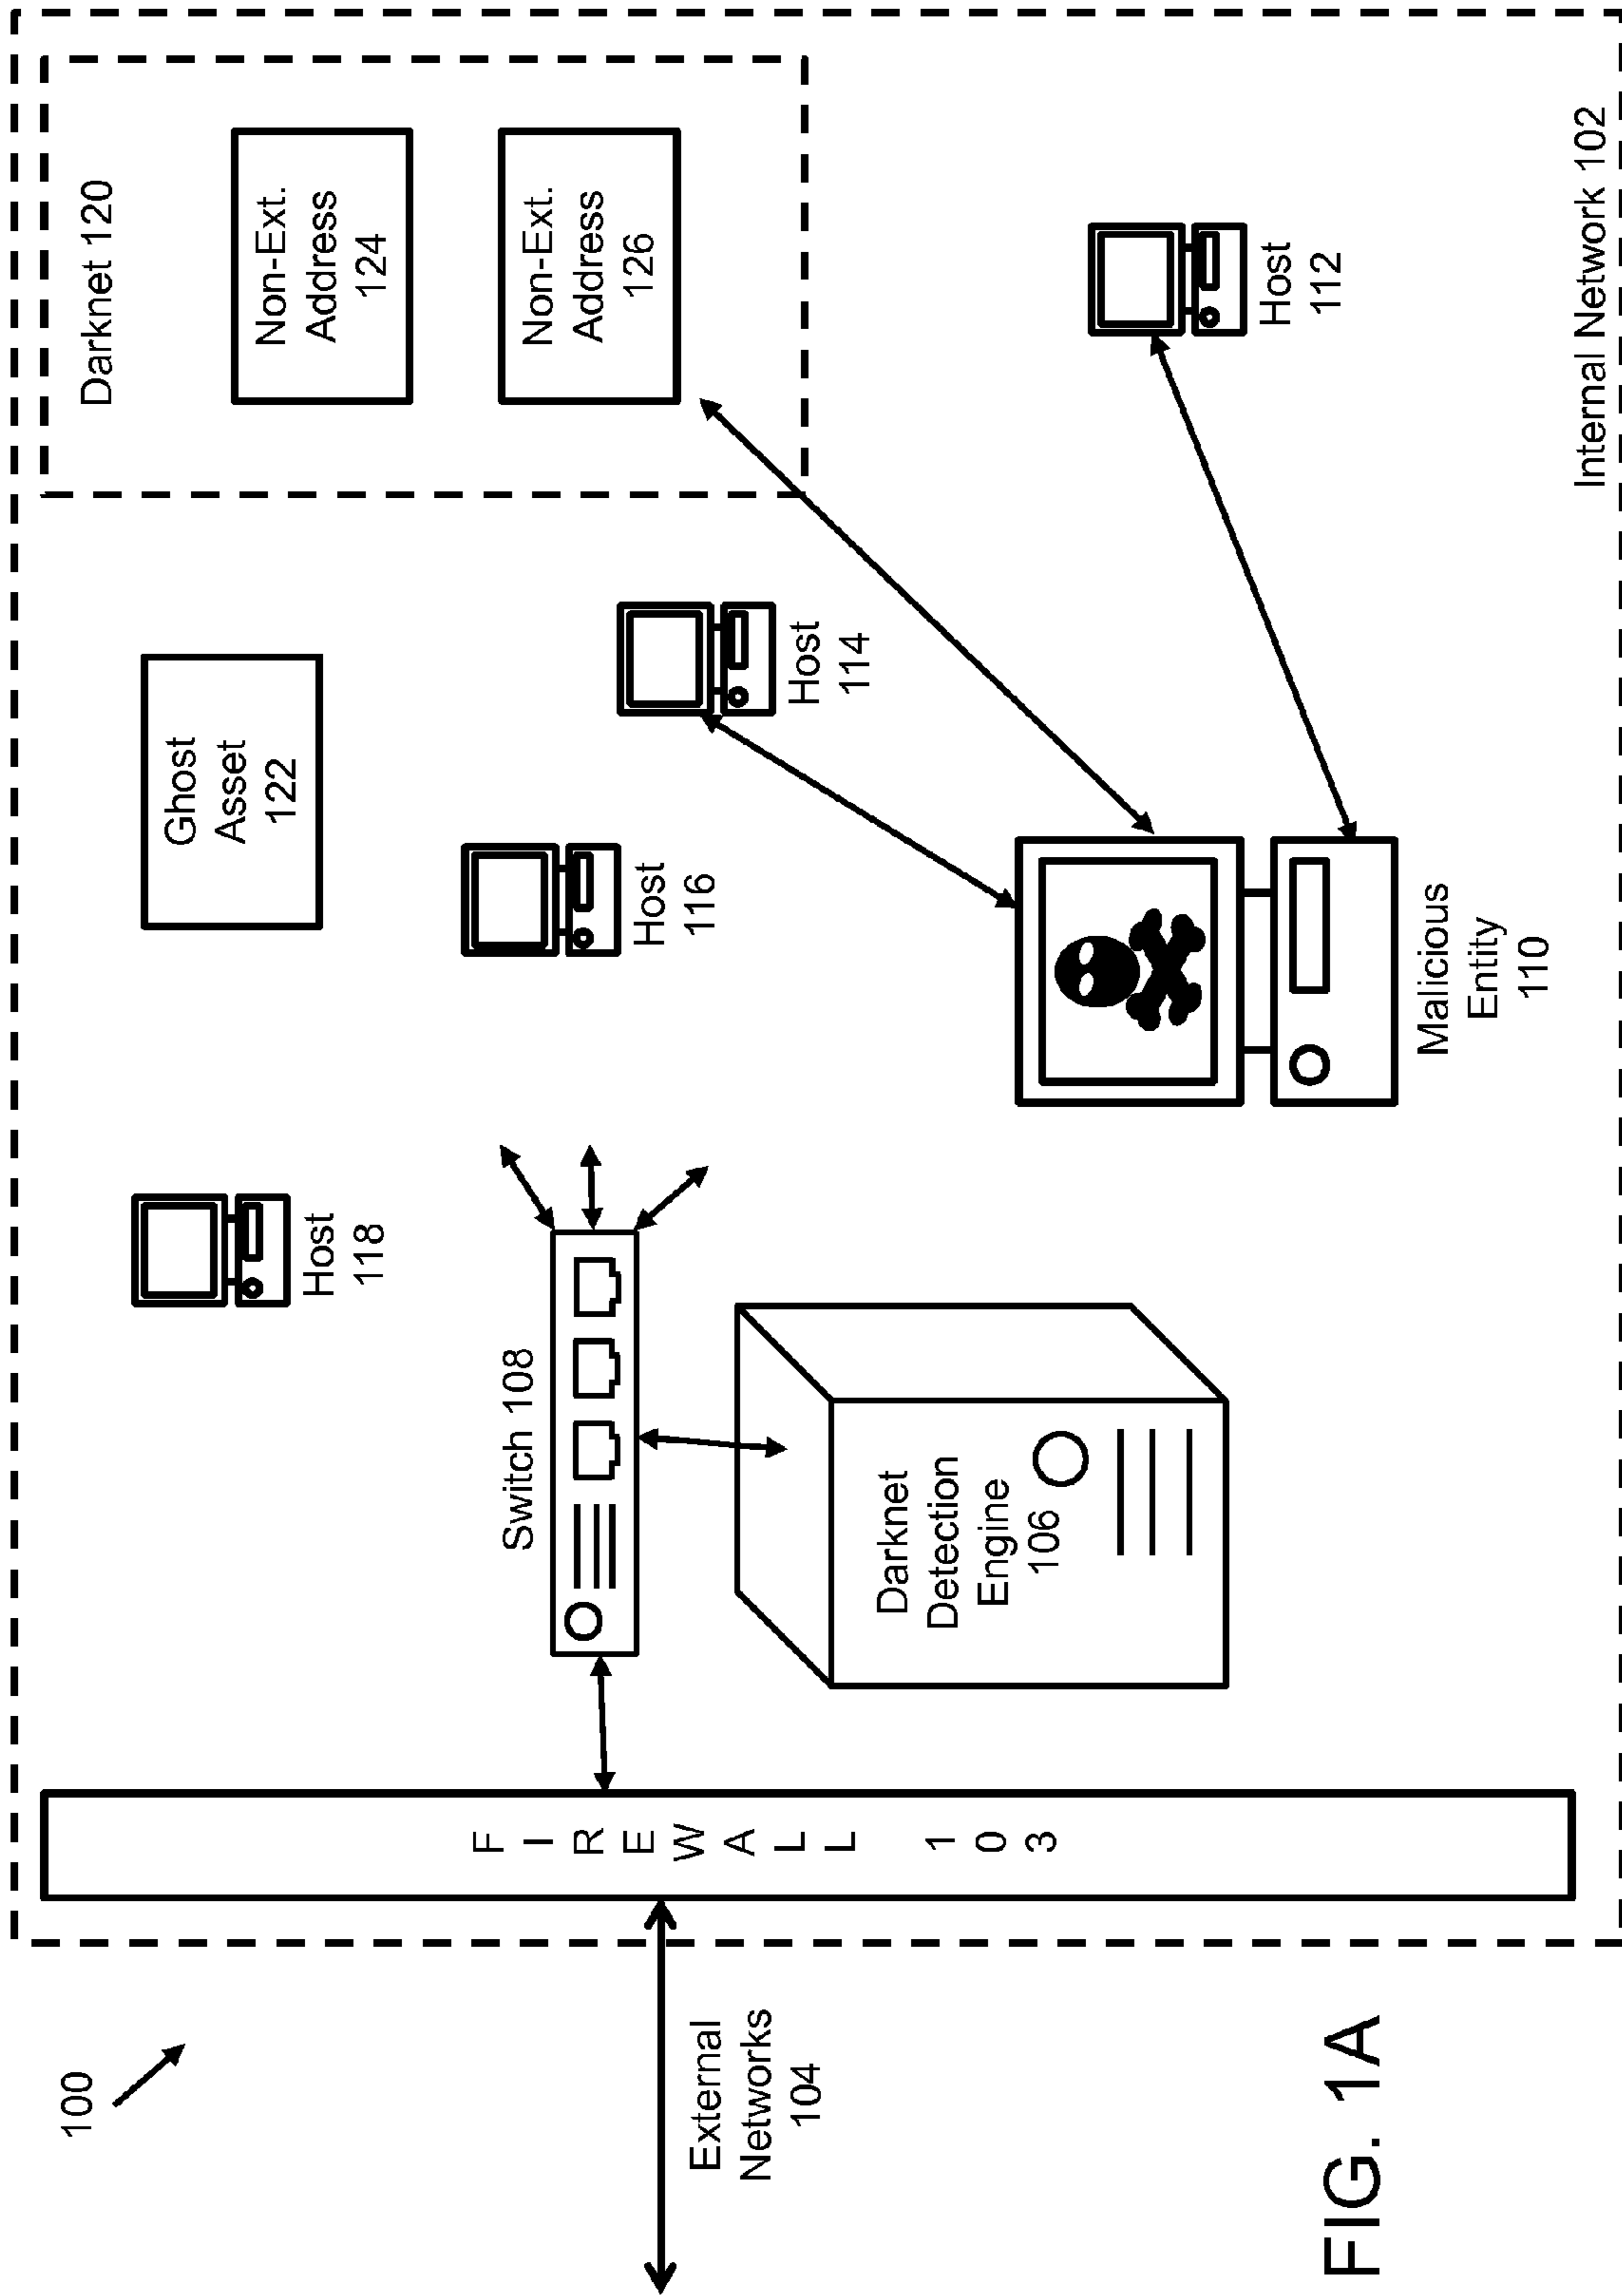 100
External
Networks
104
FIREWALL 103
Switch 108
Darknet
Detection
Engine
106
Host
118
Ghost
Asset
122
Host
116
Host
114
Darknet 120
Non-Ext.
Address
124
Non-Ext.
Address
126
Host
112
Malicious
Entity
110
Internal Network 102
FIG. 1A